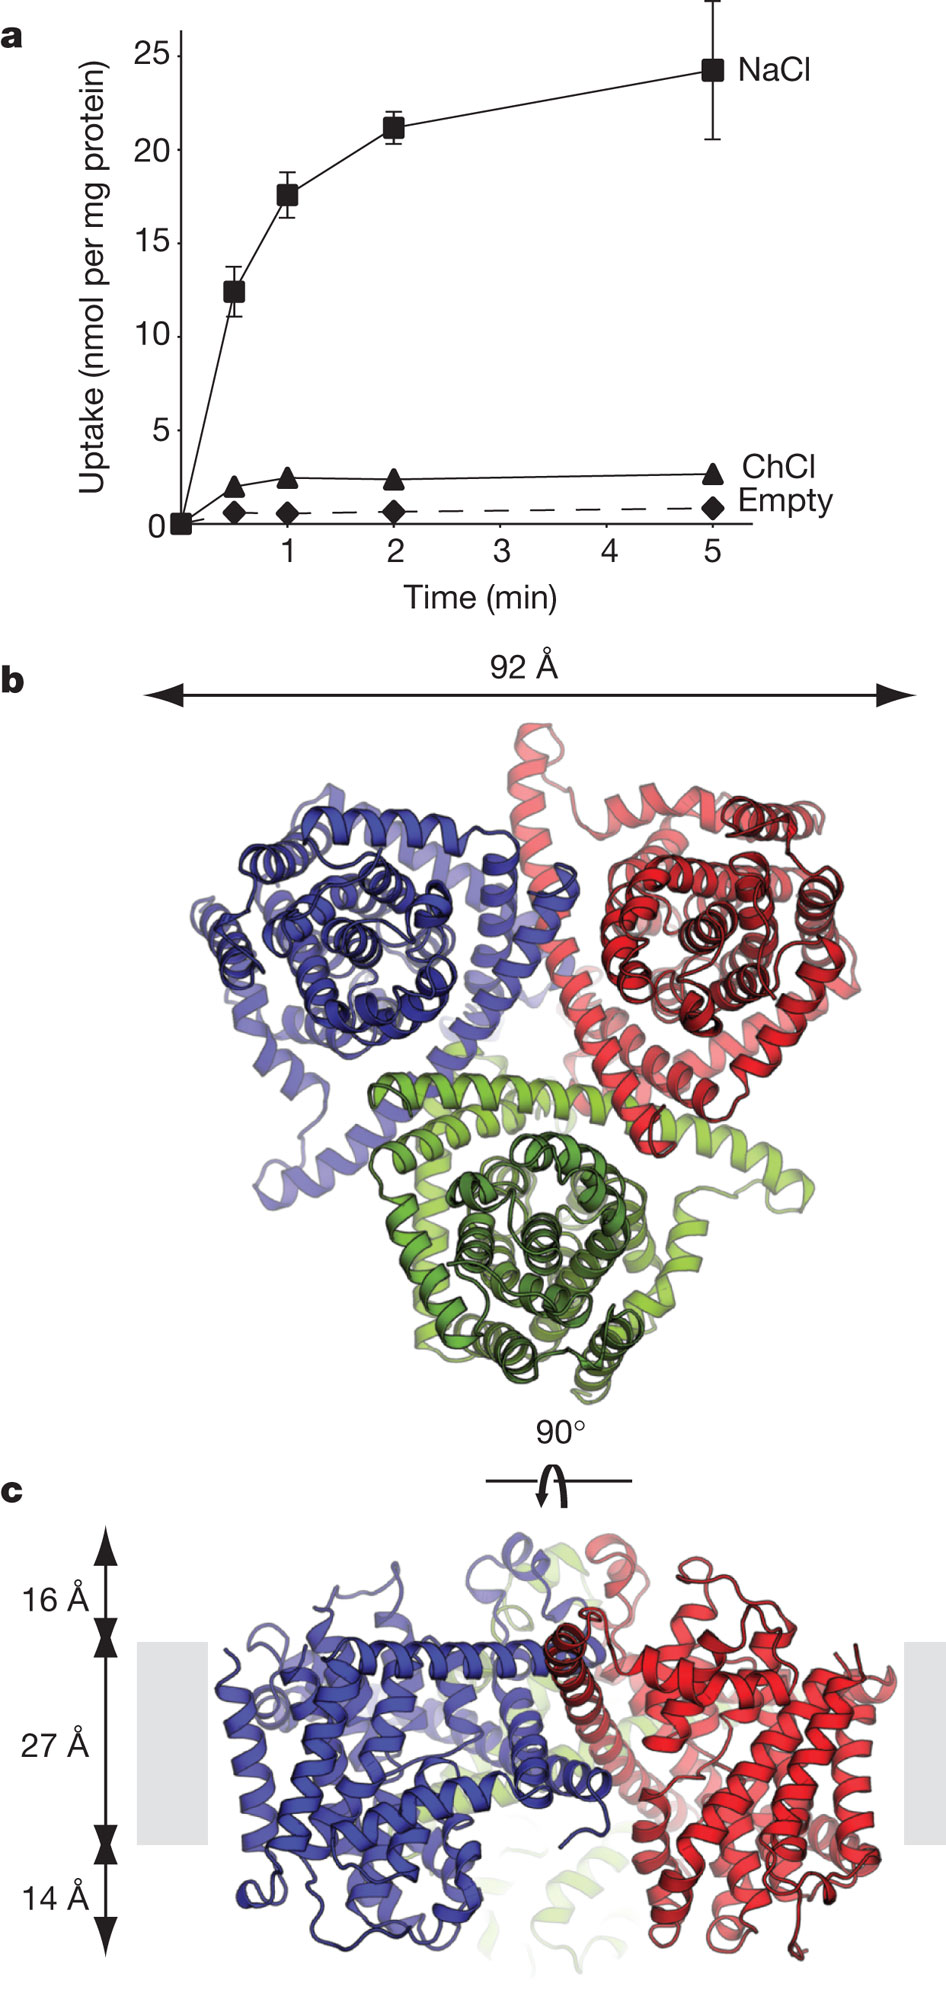 a
Uptake (nmol per mg protein)
25
20
15
10
5
0
NaCl
ChCl
Empty
1 2 3 4 5
Time (min)
b
92 Å
90°
c
16 Å
27 Å
14 Å